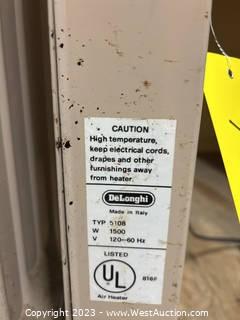 CAUTION
High temperature,
keep electrical cords,
drapes and other
furnishings away
from heater.
DeLonghi
Made in Italy
TYP 5108
W 1500
V 120~60 Hz
LISTED
UL
816F
Air Heater
Copyright 2023 - www.WestAuction.com